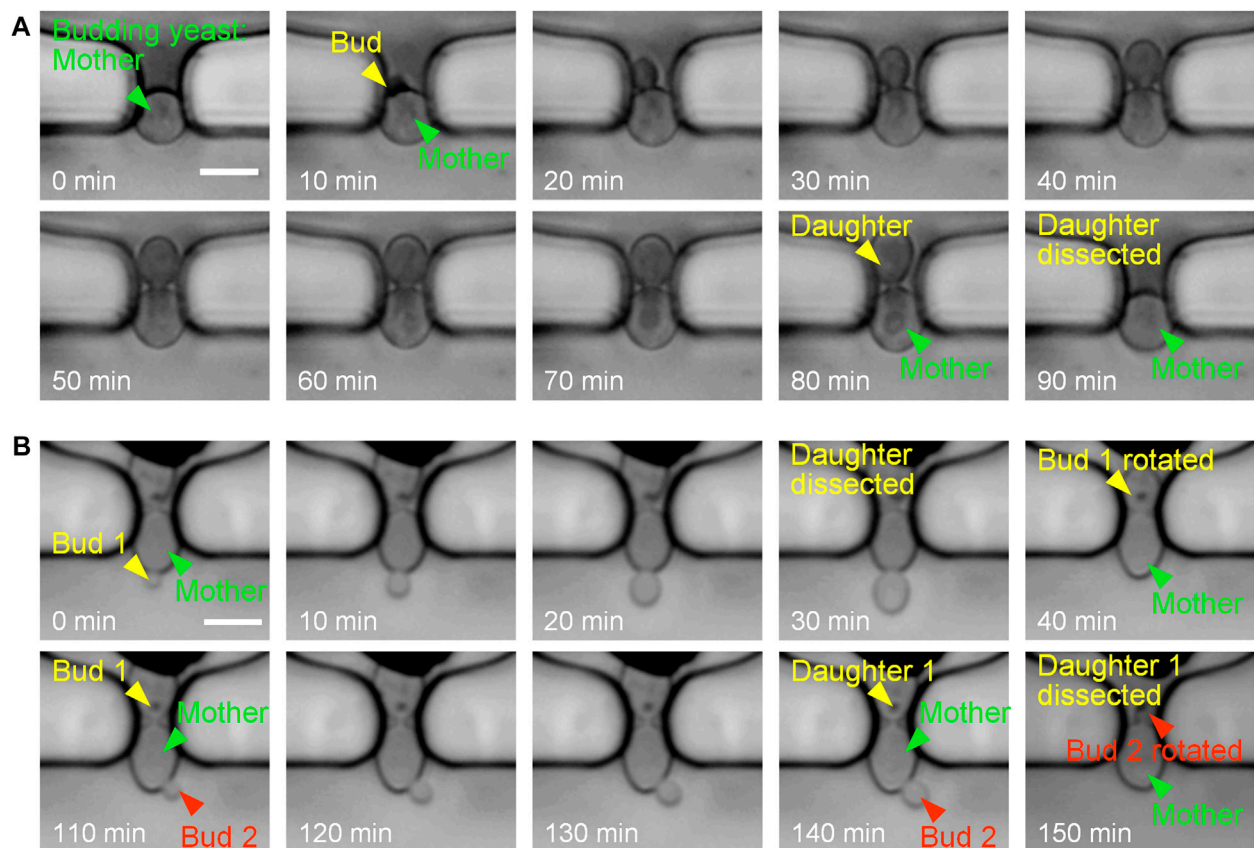 A
Budding yeast:
Mother
0 min
Bud
Mother
10 min
20 min
30 min
40 min
50 min
60 min
70 min
Daughter
Mother
80 min
Daughter
dissected
Mother
90 min
B
Bud 1
Mother
0 min
10 min
20 min
Daughter
dissected
30 min
Bud 1 rotated
Mother
40 min
Bud 1
Mother
110 min
Bud 2
120 min
130 min
Daughter 1
Mother
140 min
Bud 2
Daughter 1
dissected
Bud 2 rotated
Mother
150 min